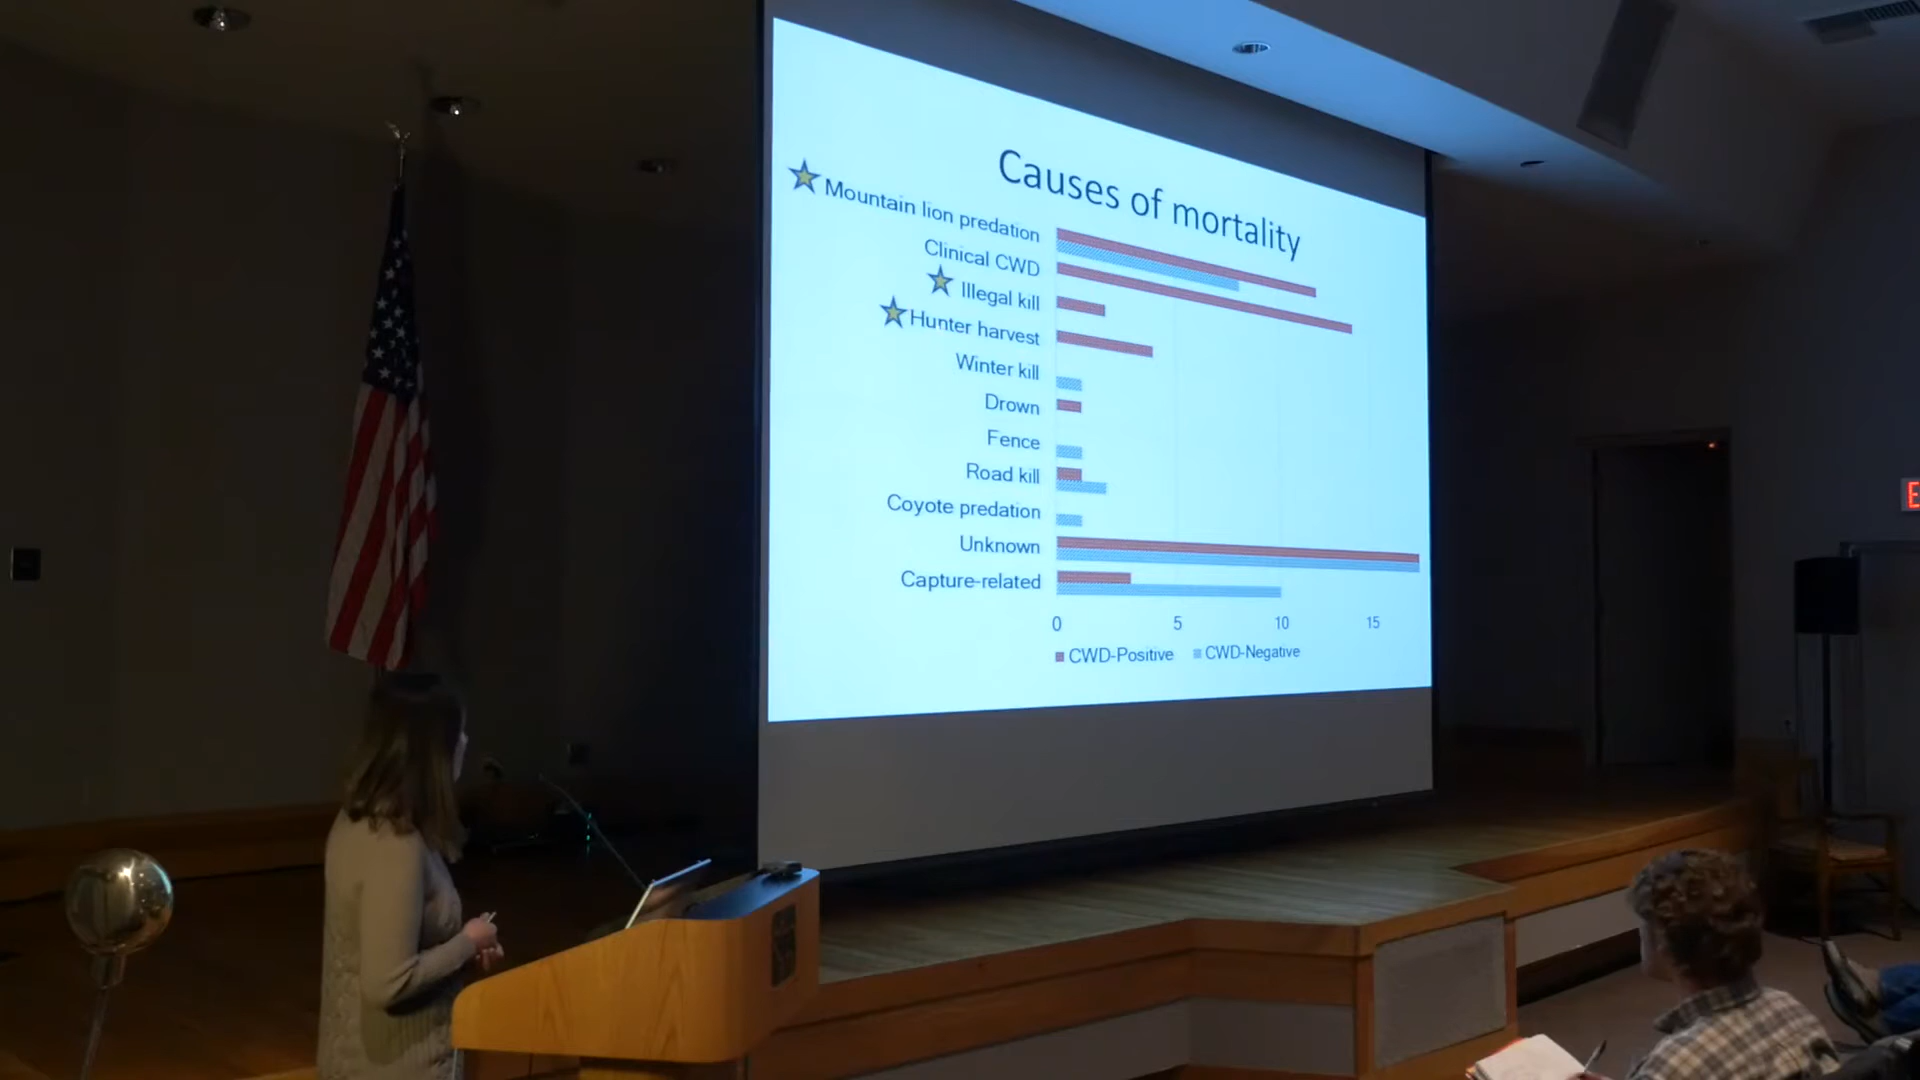 Causes of mortality
Mountain lion predation
Clinical CWD
Illegal kill
Hunter harvest
Winter kill
Drown
Fence
Road kill
Coyote predation
Unknown
Capture-related
0 5 10 15
CWD-Positive CWD-Negative
E